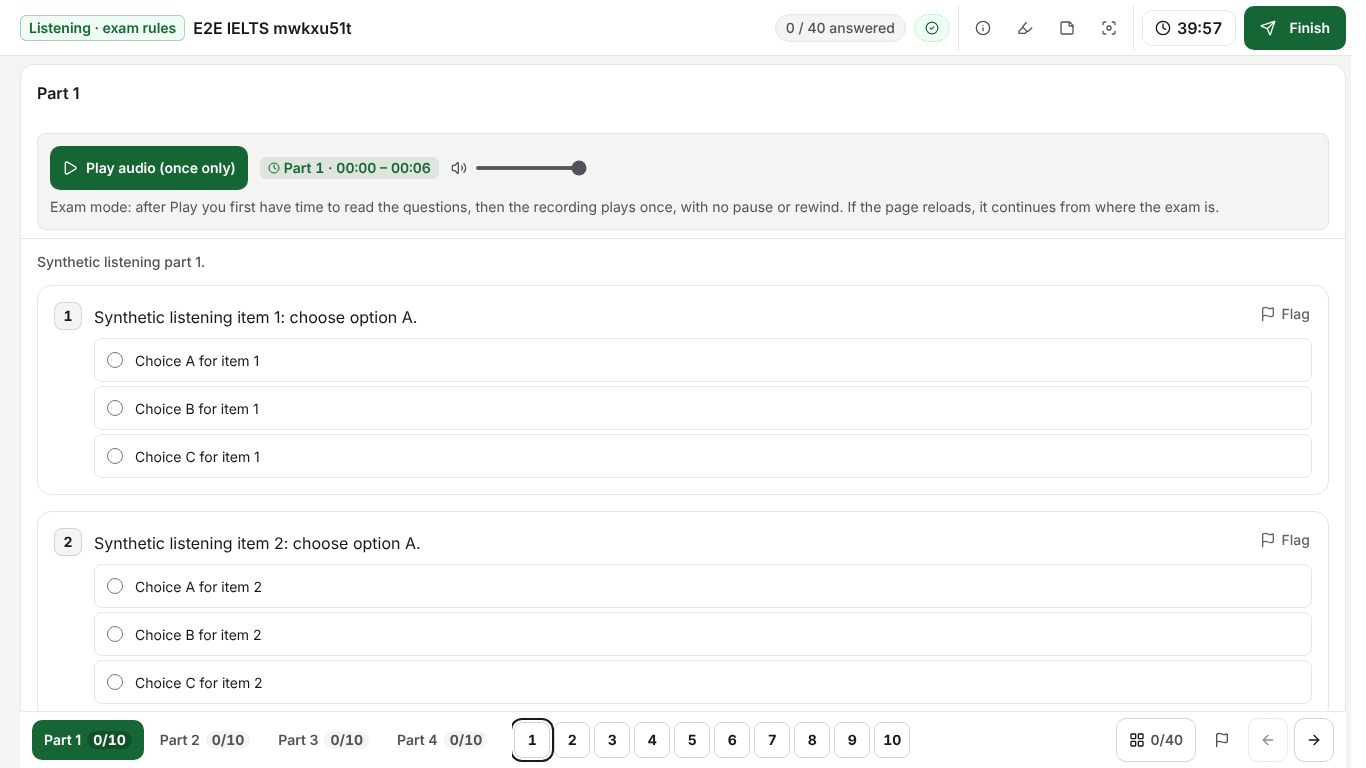 Listening · exam rules E2E IELTS mwkxu51t 0 / 40 answered 39:57 Finish
Part 1
Play audio (once only) Part 1 · 00:00 – 00:06
Exam mode: after Play you first have time to read the questions, then the recording plays once, with no pause or rewind. If the page reloads, it continues from where the exam is.
Synthetic listening part 1.
1 Synthetic listening item 1: choose option A. Flag
Choice A for item 1
Choice B for item 1
Choice C for item 1
2 Synthetic listening item 2: choose option A. Flag
Choice A for item 2
Choice B for item 2
Choice C for item 2
Part 1 0/10 Part 2 0/10 Part 3 0/10 Part 4 0/10 1 2 3 4 5 6 7 8 9 10 0/40